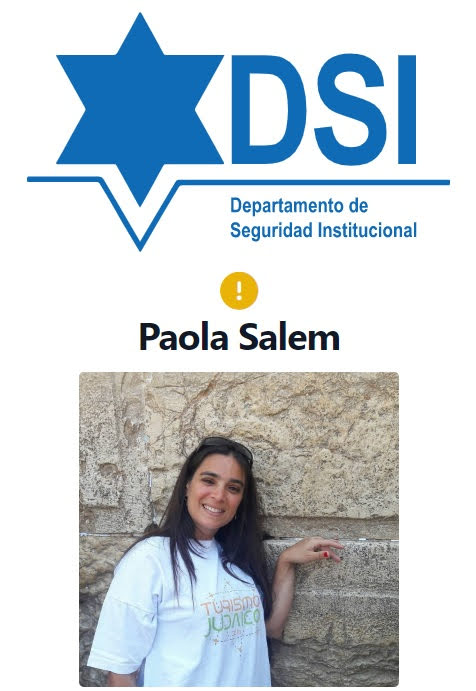 DSI
Departamento de
Seguridad Institucional
!
Paola Salem
TURISMO
JUDAICO